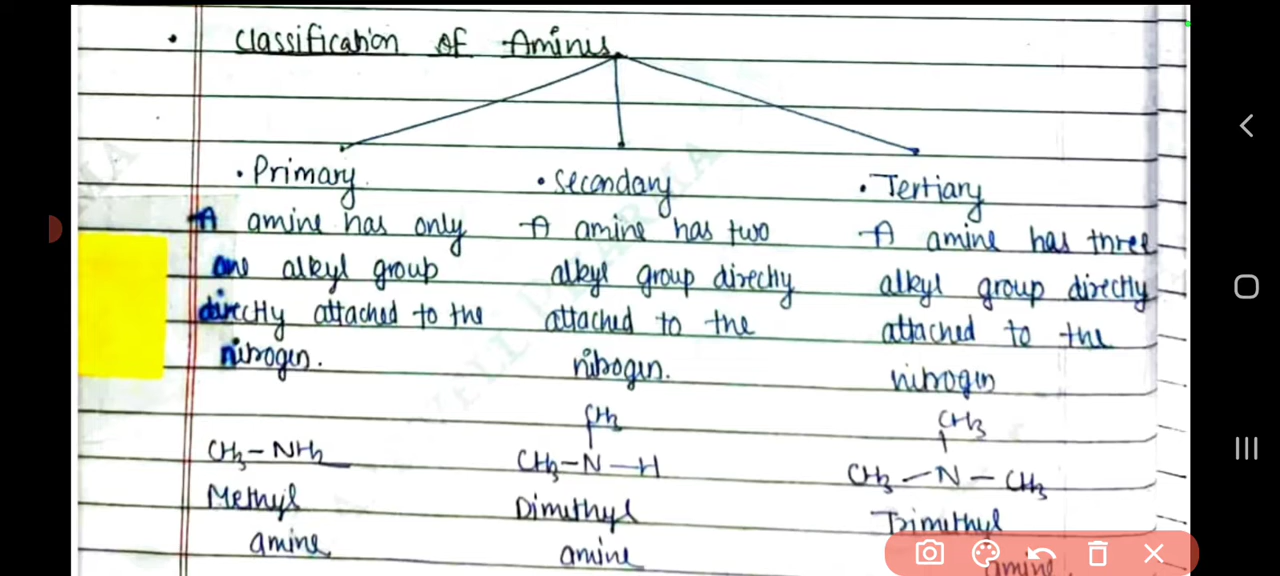 • Classification of Amines
• Primary
A amine has only
one alkyl group
directly attached to the
nitrogen.
CH3-NH2
Methyl
amine
• Secondary
A amine has two
alkyl group directly
attached to the
nitrogen.
CH3
CH3-N-H
Dimethyl
amine
• Tertiary
A amine has three
alkyl group directly
attached to the
nitrogen
CH3
CH3-N-CH3
Trimethyl
amine.